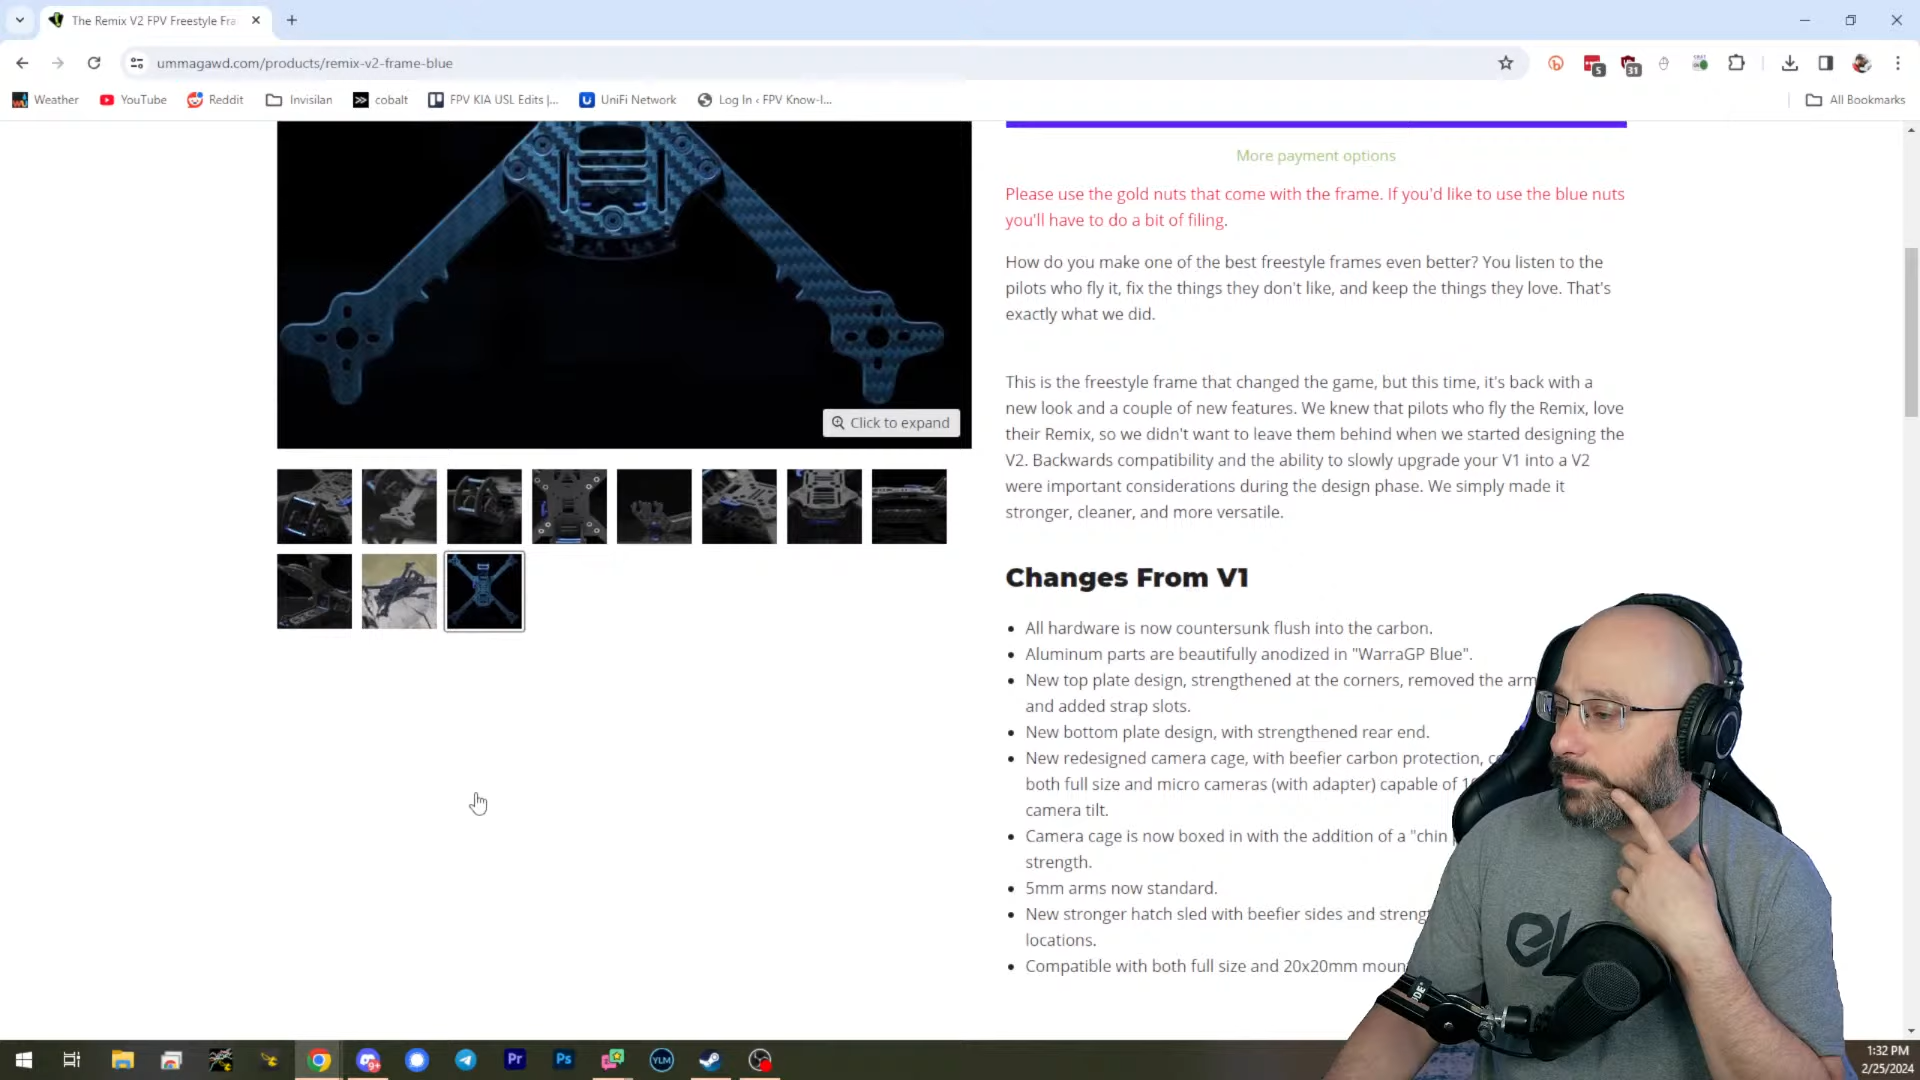 The Remix V2 FPV Freestyle Fra
ummagawd.com/products/remix-v2-frame-blue
5
31
Weather
YouTube
Reddit
Invisilan
cobalt
FPV KIA USL Edits |...
UniFi Network
Log In ‹ FPV Know-I...
All Bookmarks
Click to expand
More payment options
Please use the gold nuts that come with the frame. If you'd like to use the blue nuts
you'll have to do a bit of filing.
How do you make one of the best freestyle frames even better? You listen to the
pilots who fly it, fix the things they don't like, and keep the things they love. That's
exactly what we did.
This is the freestyle frame that changed the game, but this time, it's back with a
new look and a couple of new features. We knew that pilots who fly the Remix, love
their Remix, so we didn't want to leave them behind when we started designing the
V2. Backwards compatibility and the ability to slowly upgrade your V1 into a V2
were important considerations during the design phase. We simply made it
stronger, cleaner, and more versatile.
Changes From V1
All hardware is now countersunk flush into the carbon.
Aluminum parts are beautifully anodized in "WarraGP Blue".
New top plate design, strengthened at the corners, removed the arm
and added strap slots.
New bottom plate design, with strengthened rear end.
New redesigned camera cage, with beefier carbon protection,
both full size and micro cameras (with adapter) capable of
camera tilt.
Camera cage is now boxed in with the addition of a "chin
strength.
5mm arms now standard.
New stronger hatch sled with beefier sides and
locations.
Compatible with both full size and 20x20mm
9+
Pr
Ps
YLM
1:32 PM
2/25/2024